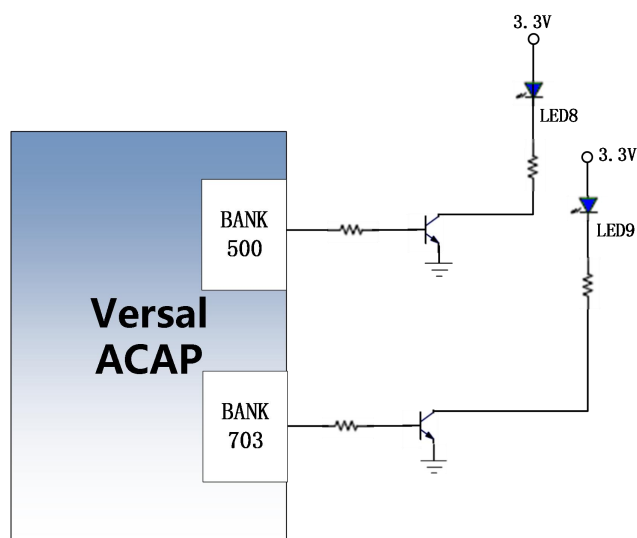 3.3V
LED8
3.3V
LED9
BANK
500
Versal
ACAP
BANK
703